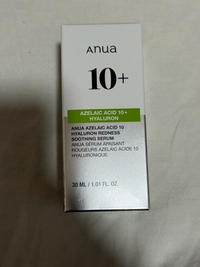 Anua
10+
AZELAIC ACID 10+
HYALURON
ANUA AZELAIC ACID 10
HYALURON REDNESS
SOOTHING SERUM
ANUA SÉRUM APAISANT
ROUGEURS AZELAIC ACIDE 10
HYALURONIQUE
30 ML / 1.01 FL. OZ.